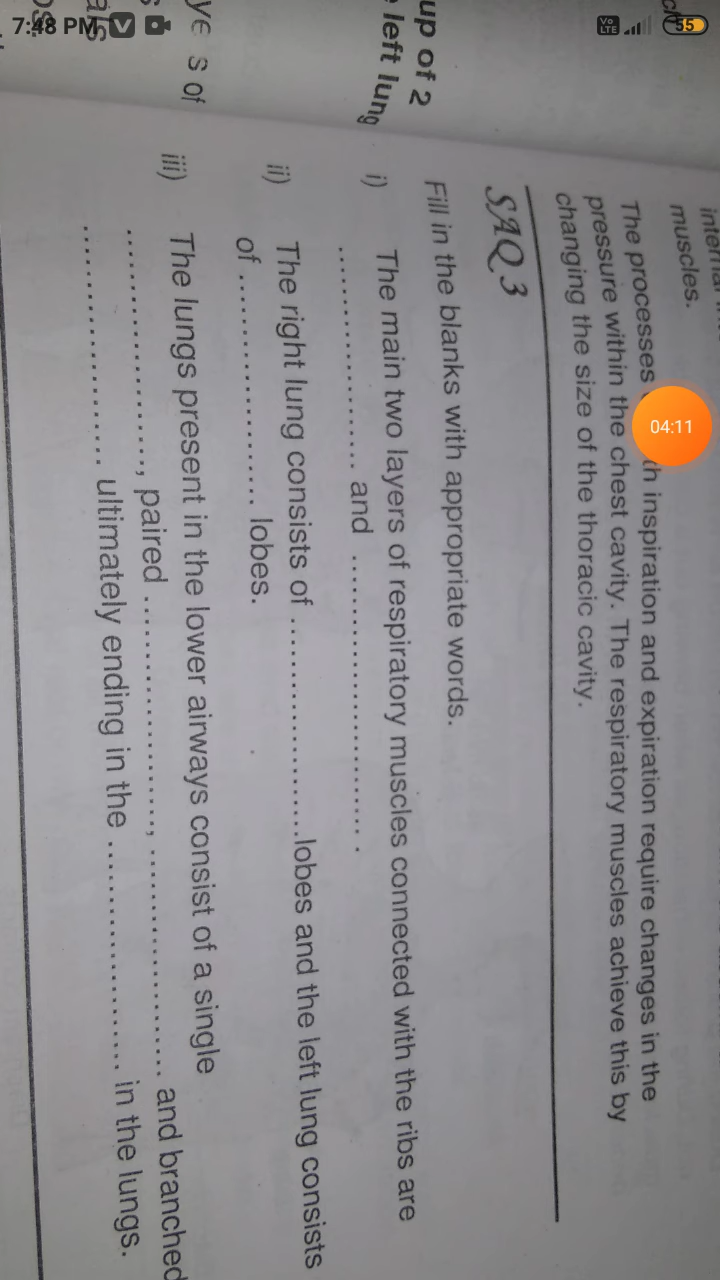 7:48 PM
VoLTE
55
04:11
muscles.
The processes inspiration and expiration require changes in the
pressure within the chest cavity. The respiratory muscles achieve this by
changing the size of the thoracic cavity.
SAQ 3
Fill in the blanks with appropriate words.
i) The main two layers of respiratory muscles connected with the ribs are
.................... and ............................ .
ii) The right lung consists of ....................lobes and the left lung consists
of .................... lobes.
iii) The lungs present in the lower airways consist of a single
...................., paired ...................., .................... and branched
.................... ultimately ending in the .................... in the lungs.
up of 2
left lung
s of